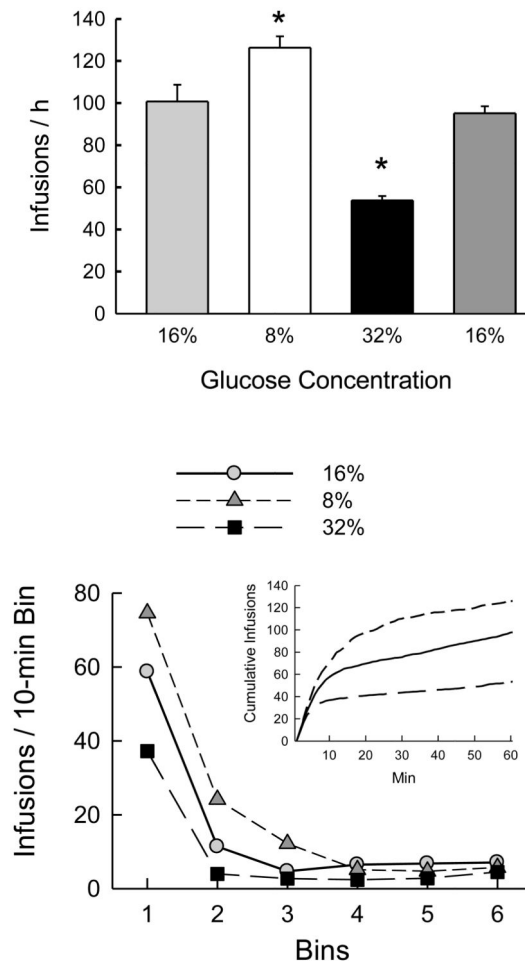 140
120
100
80
60
40
20
0
Infusions / h
*
*
16% 8% 32% 16%
Glucose Concentration
16%
8%
32%
80
60
40
20
0
Infusions / 10-min Bin
140
120
100
80
60
40
20
0
Cumulative Infusions
10 20 30 40 50 60
Min
1 2 3 4 5 6
Bins